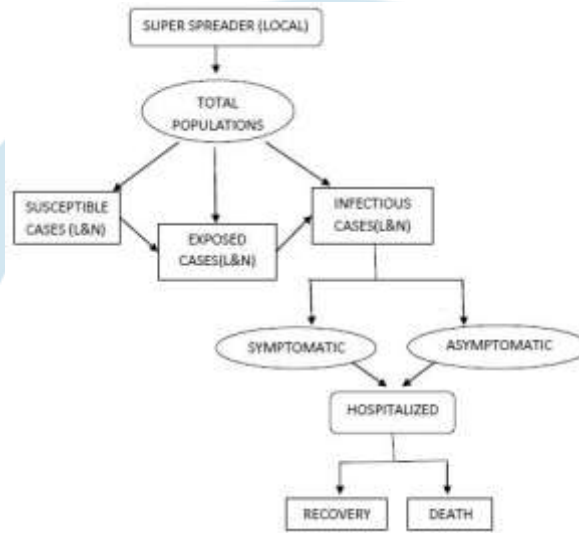 SUPER SPREADER (LOCAL)
TOTAL
POPULATIONS
SUSCEPTIBLE
CASES (L&N)
EXPOSED
CASES(L&N)
INFECTIOUS
CASES(L&N)
SYMPTOMATIC
ASYMPTOMATIC
HOSPITALIZED
RECOVERY
DEATH